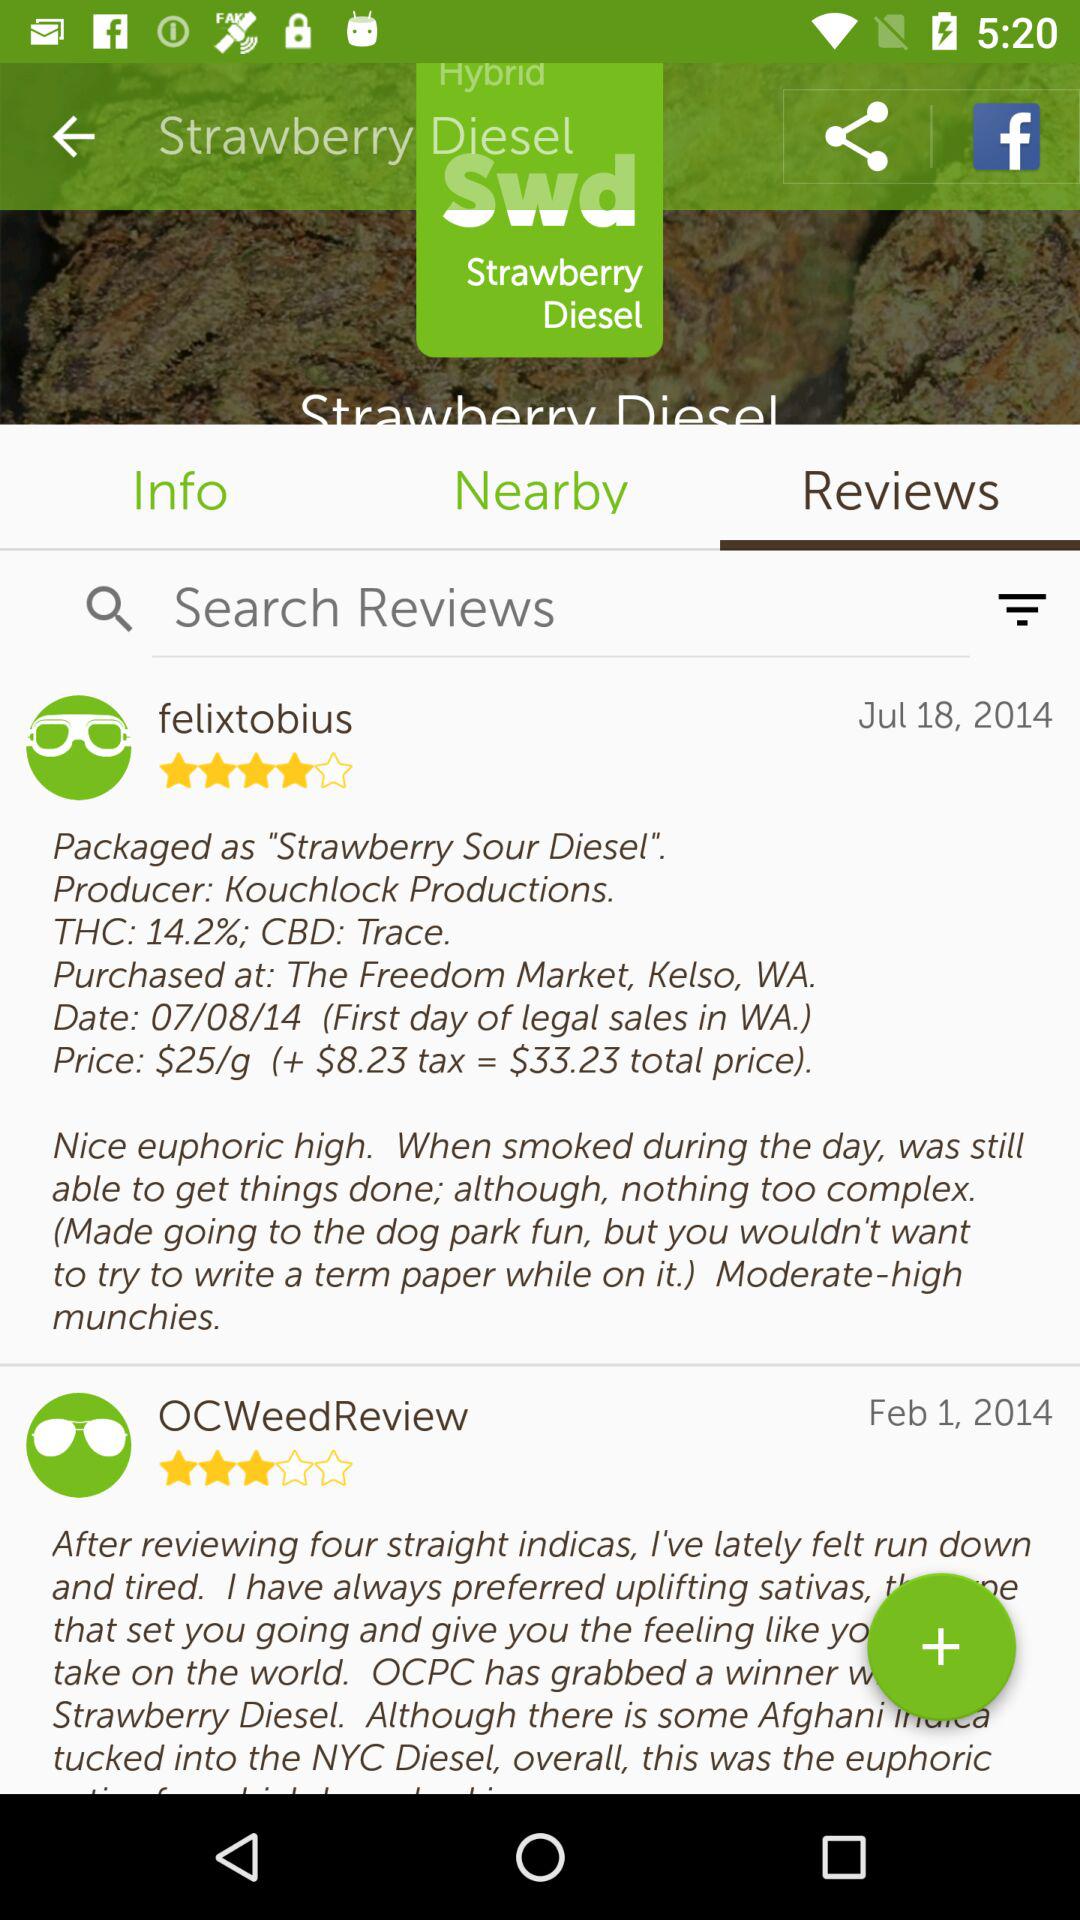 FAKE
5:20
Hybrid
Strawberry Diesel
Swd
Strawberry
Diesel
Strawberry Diesel
Info
Nearby
Reviews
Search Reviews
felixtobius
Jul 18, 2014
Packaged as "Strawberry Sour Diesel".
Producer: Kouchlock Productions.
THC: 14.2%; CBD: Trace.
Purchased at: The Freedom Market, Kelso, WA.
Date: 07/08/14 (First day of legal sales in WA.)
Price: $25/g (+ $8.23 tax = $33.23 total price).
Nice euphoric high. When smoked during the day, was still
able to get things done; although, nothing too complex.
(Made going to the dog park fun, but you wouldn't want
to try to write a term paper while on it.) Moderate-high
munchies.
OCWeedReview
Feb 1, 2014
After reviewing four straight indicas, I've lately felt run down
and tired. I have always preferred uplifting sativas,
that set you going and give you the feeling like
take on the world. OCPC has grabbed a winner
Strawberry Diesel. Although there is some Afghani indica
tucked into the NYC Diesel, overall, this was the euphoric